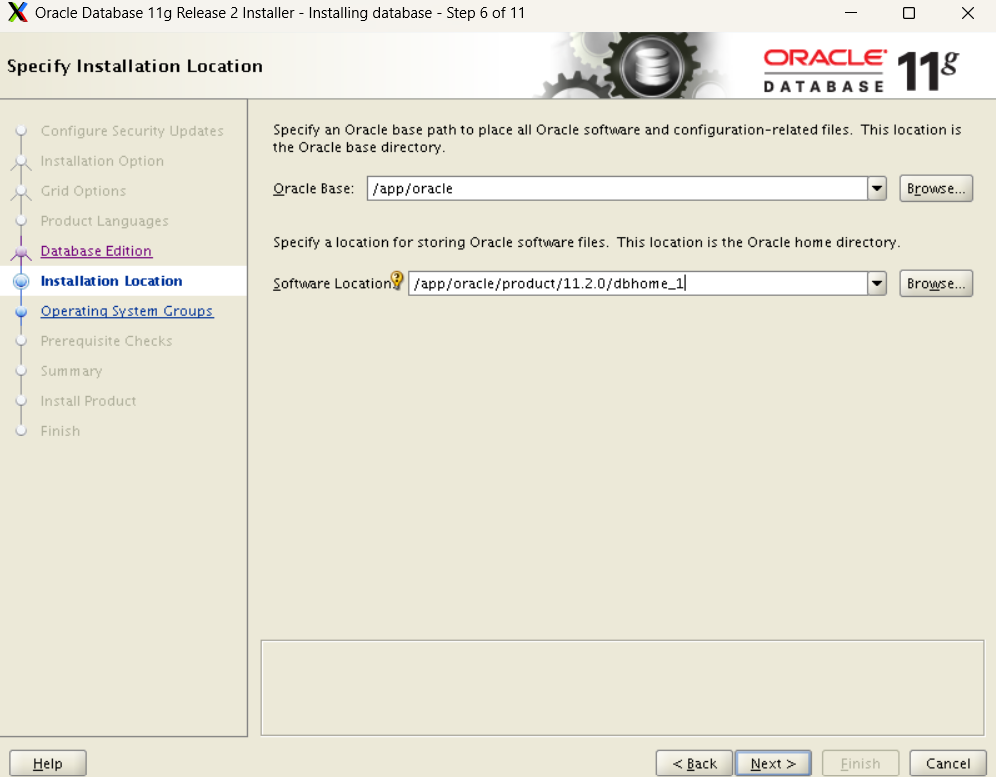 Oracle Database 11g Release 2 Installer - Installing database - Step 6 of 11
Specify Installation Location
ORACLE
DATABASE
11g
Configure Security Updates
Installation Option
Grid Options
Product Languages
Database Edition
Installation Location
Operating System Groups
Prerequisite Checks
Summary
Install Product
Finish
Specify an Oracle base path to place all Oracle software and configuration-related files. This location is
the Oracle base directory.
Oracle Base: /app/oracle Browse...
Specify a location for storing Oracle software files. This location is the Oracle home directory.
Software Location: /app/oracle/product/11.2.0/dbhome_1 Browse...
Help < Back Next > Finish Cancel